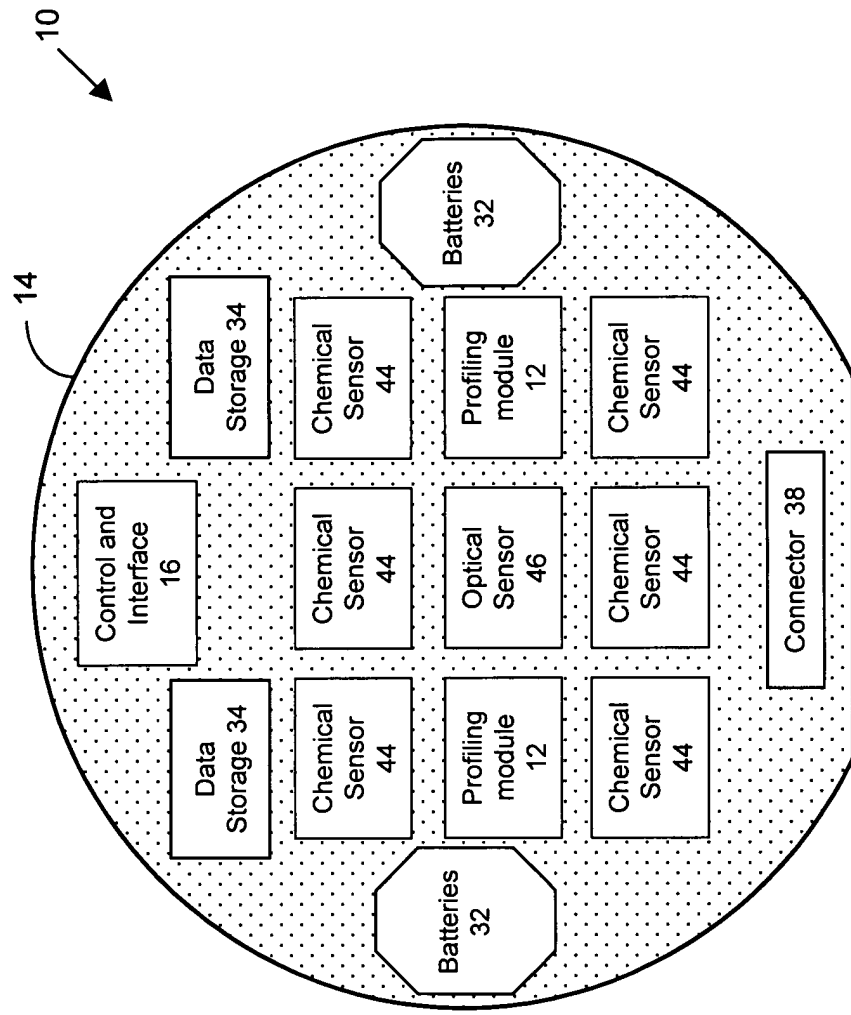 10
14
Control and
Interface
16
Data
Storage 34
Data
Storage 34
Chemical
Sensor
44
Chemical
Sensor
44
Chemical
Sensor
44
Batteries
32
Profiling
module
12
Optical
Sensor
46
Profiling
module
12
Batteries
32
Chemical
Sensor
44
Chemical
Sensor
44
Chemical
Sensor
44
Connector 38